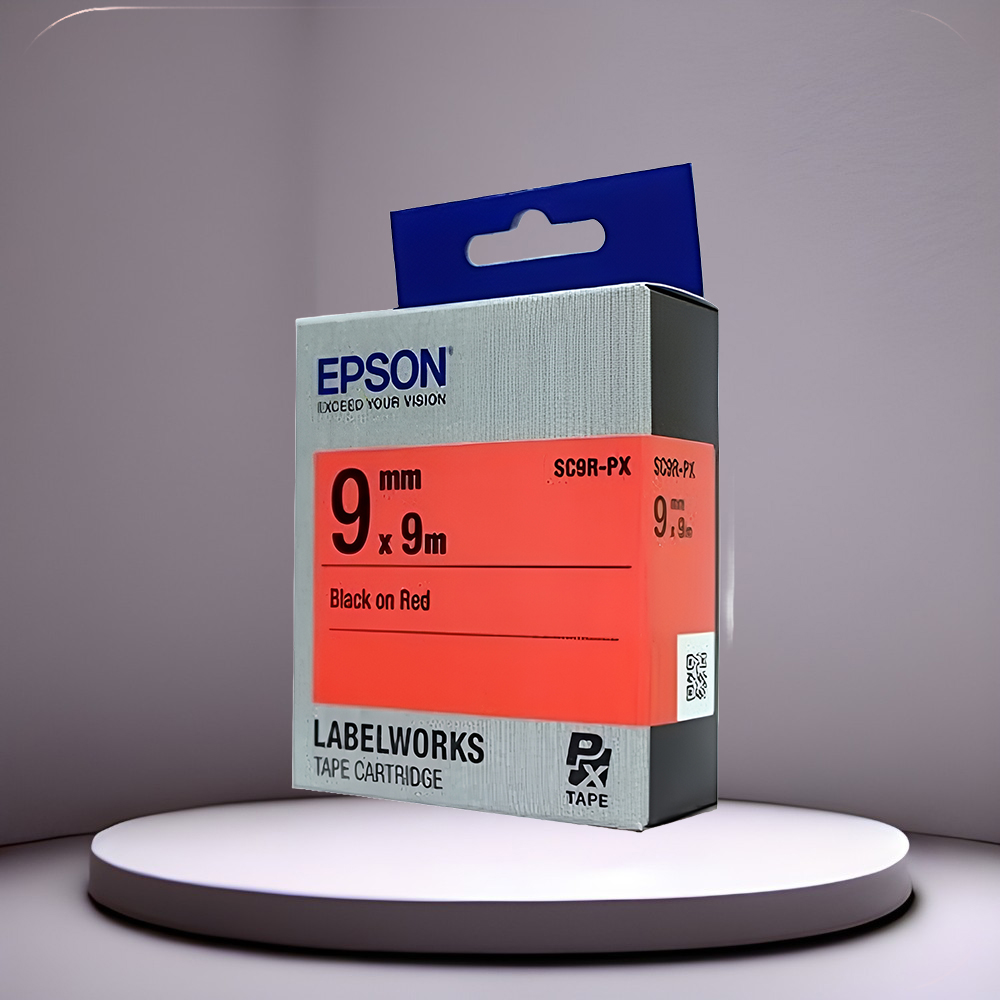 EPSON
EXCEED YOUR VISION
9 mm
x 9m
SC9R-PX
Black on Red
LABELWORKS
TAPE CARTRIDGE
Px
TAPE
SC9R-PX
9 mm
x 9m